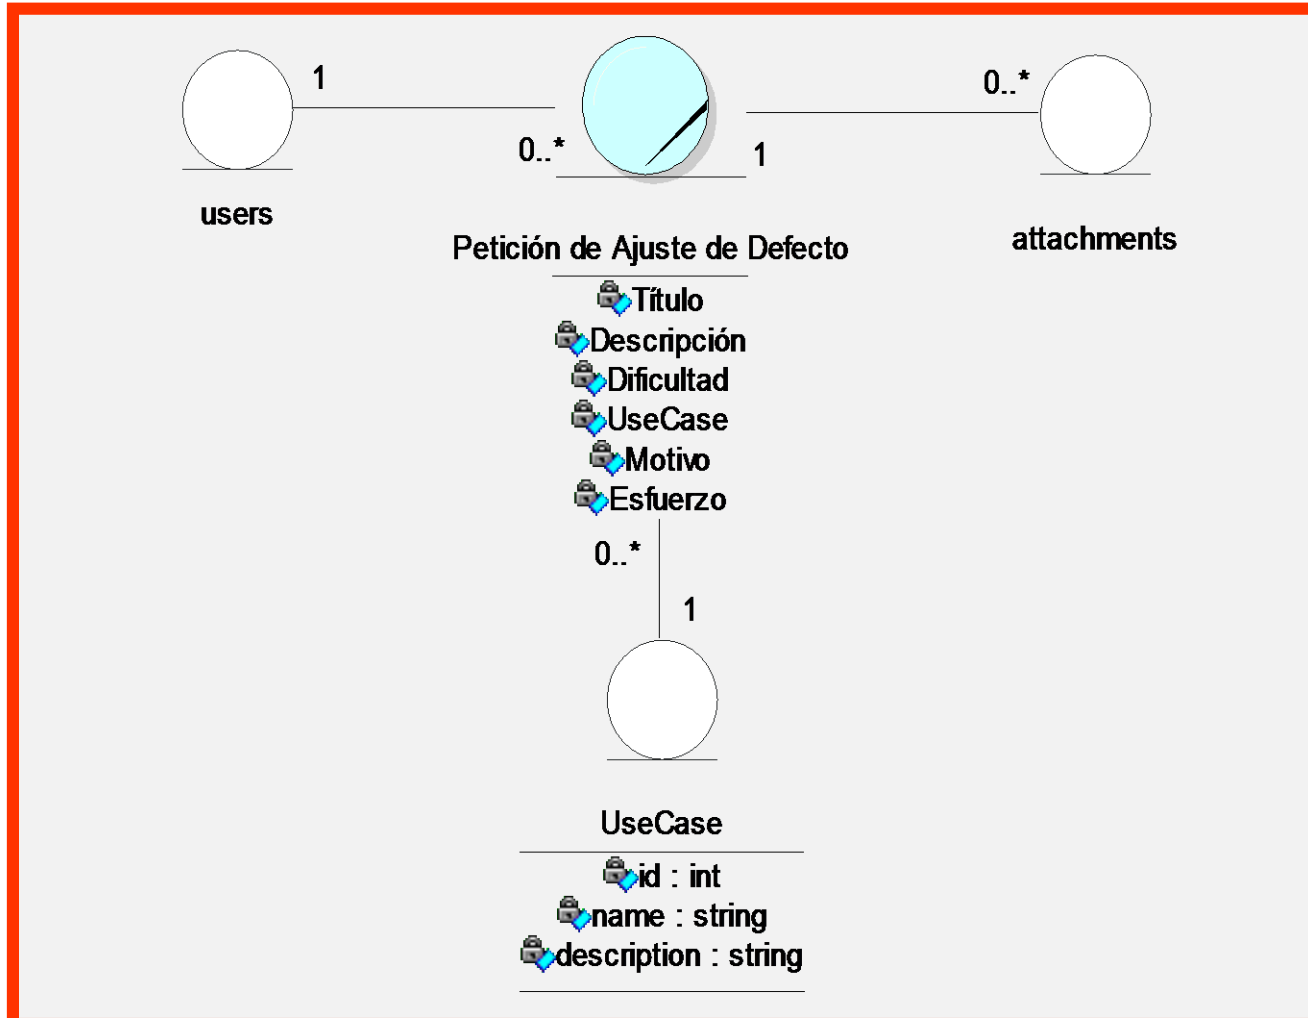 1
0..*
0..*
1
users
attachments
Petición de Ajuste de Defecto
Título
Descripción
Dificultad
UseCase
Motivo
Esfuerzo
0..*
1
UseCase
id : int
name : string
description : string